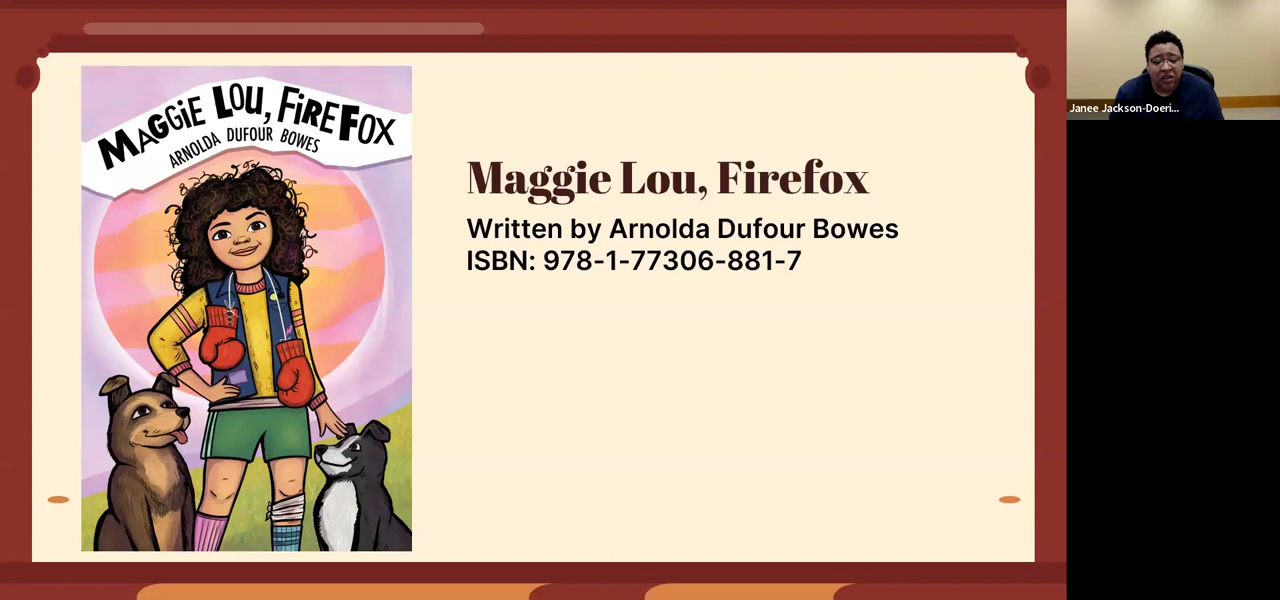 MAGGIE LOU, FIREFOX
ARNOLDA DUFOUR BOWES
Maggie Lou, Firefox
Written by Arnolda Dufour Bowes
ISBN: 978-1-77306-881-7
Janee Jackson-Doeri...